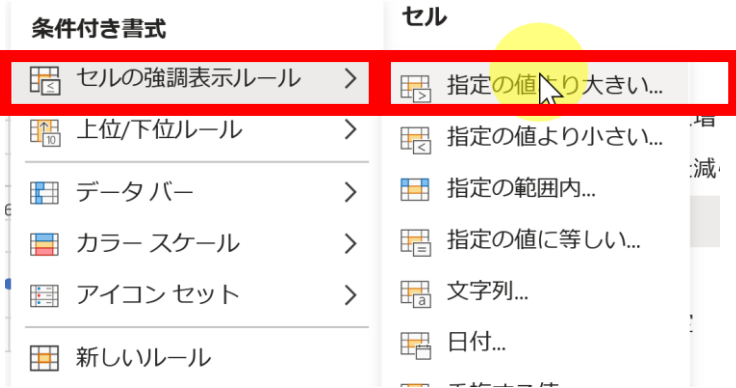 条件付き書式
セルの強調表示ルール
上位/下位ルール
データ バー
カラー スケール
アイコン セット
新しいルール
セル
指定の値より大きい...
指定の値より小さい...
指定の範囲内...
指定の値に等しい...
文字列...
日付...